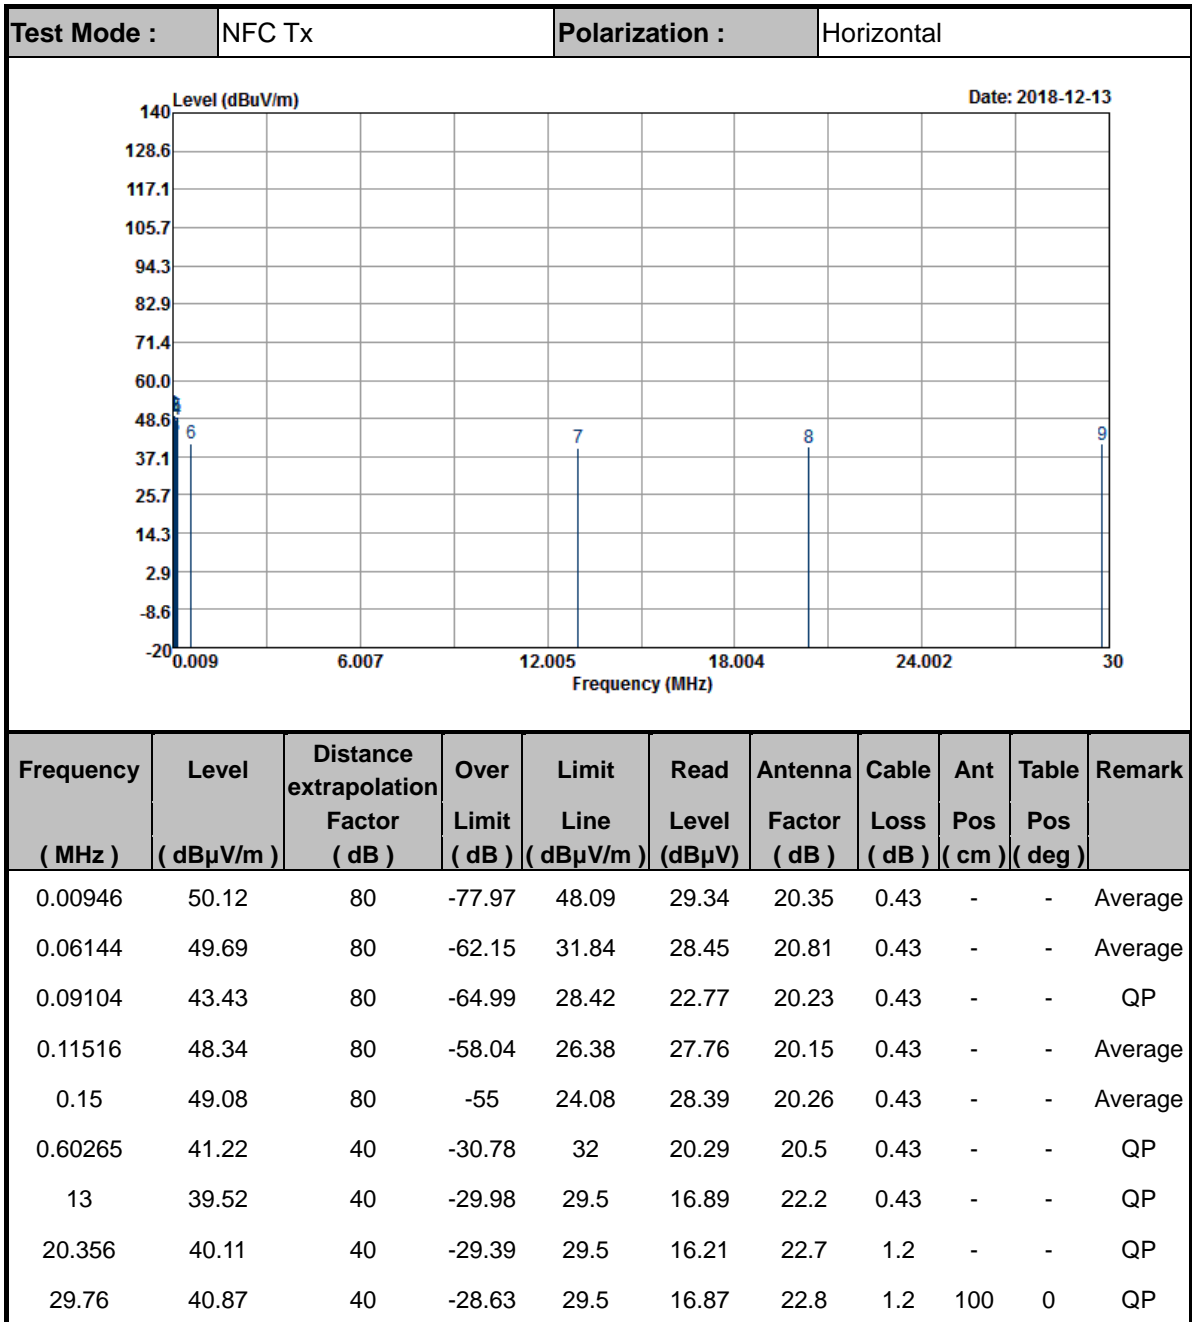 Test Mode : NFC Tx Polarization : Horizontal
Level (dBuV/m) Date: 2018-12-13
140
128.6
117.1
105.7
94.3
82.9
71.4
60.0
48.6
37.1
25.7
14.3
2.9
-8.6
-20
6 7 8 9
0.009 6.007 12.005 18.004 24.002 30
Frequency (MHz)
Frequency Level Distance extrapolation Factor Over Limit Limit Line Read Level Antenna Factor Cable Loss Ant Pos Table Pos Remark
( MHz ) ( dBμV/m ) ( dB ) ( dB ) ( dBμV/m ) (dBμV) ( dB ) ( dB ) ( cm ) ( deg )
0.00946 50.12 80 -77.97 48.09 29.34 20.35 0.43 - - Average
0.06144 49.69 80 -62.15 31.84 28.45 20.81 0.43 - - Average
0.09104 43.43 80 -64.99 28.42 22.77 20.23 0.43 - - QP
0.11516 48.34 80 -58.04 26.38 27.76 20.15 0.43 - - Average
0.15 49.08 80 -55 24.08 28.39 20.26 0.43 - - Average
0.60265 41.22 40 -30.78 32 20.29 20.5 0.43 - - QP
13 39.52 40 -29.98 29.5 16.89 22.2 0.43 - - QP
20.356 40.11 40 -29.39 29.5 16.21 22.7 1.2 - - QP
29.76 40.87 40 -28.63 29.5 16.87 22.8 1.2 100 0 QP